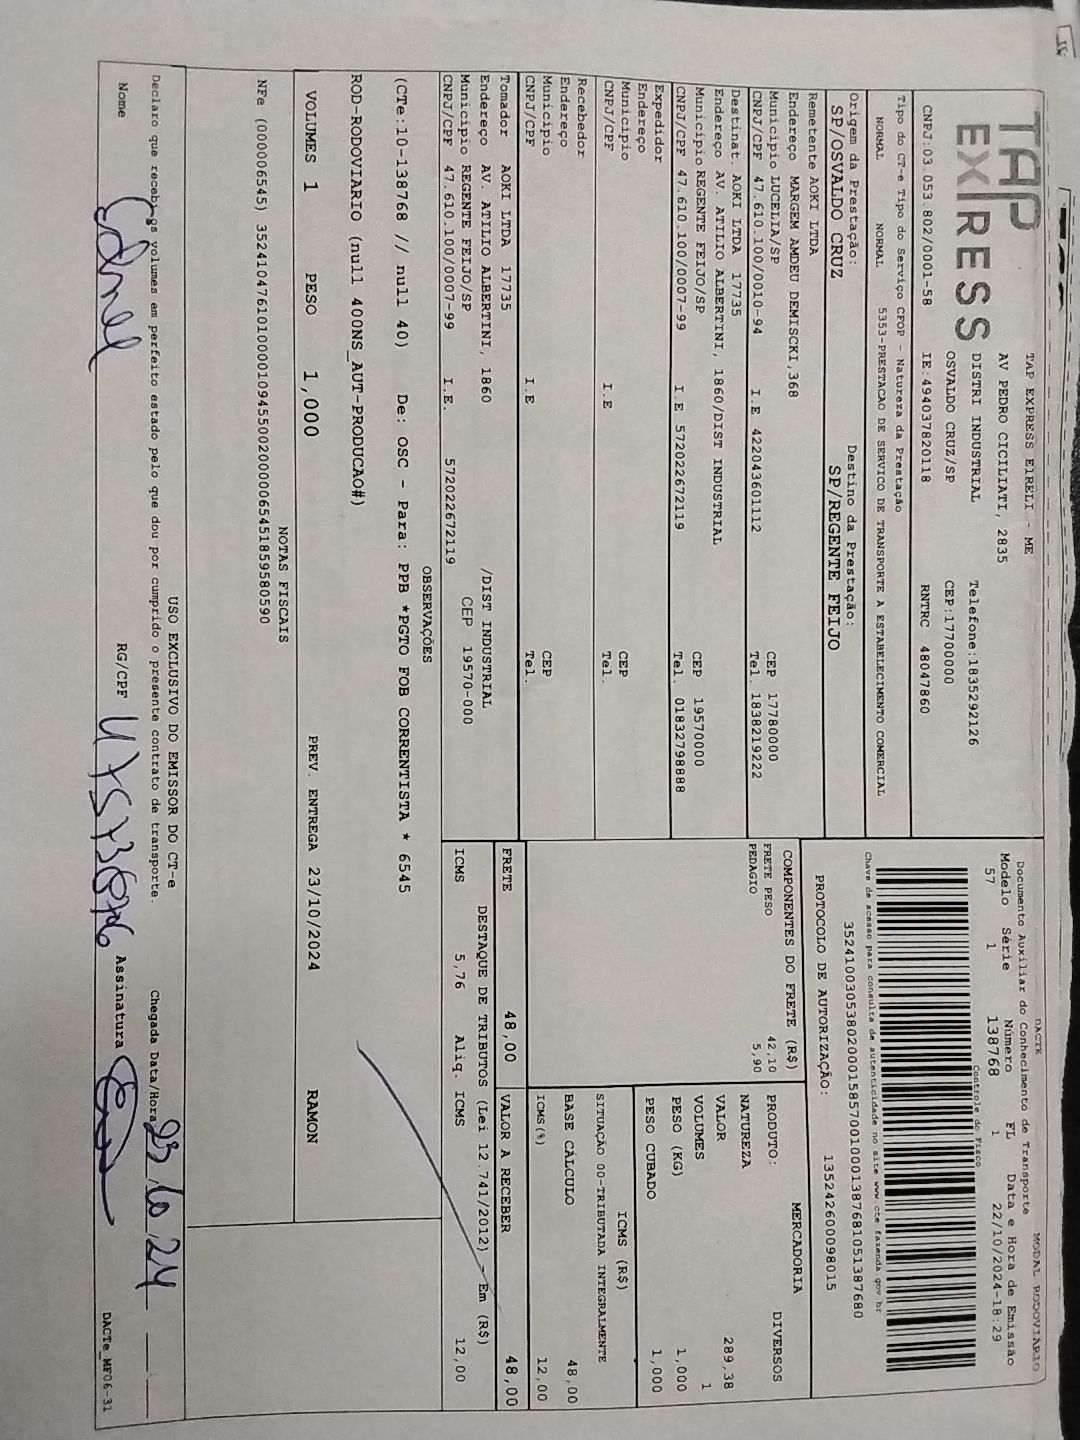 TAP
EXPRESS
TAP EXPRESS EIRELI - ME
AV PEDRO CICILIATI, 2835
DISTRI INDUSTRIAL
OSVALDO CRUZ/SP
Telefone:1835292126
CEP:17700000
CNPJ:03.053.802/0001-58 IE:494037820118 RNTRC 48047860
Tipo do CT-e Tipo do Serviço CFOP - Natureza da Prestação
NORMAL NORMAL 5353-PRESTACAO DE SERVICO DE TRANSPORTE A ESTABELECIMENTO COMERCIAL
Origem da Prestação: Destino da Prestação:
SP/OSVALDO CRUZ SP/REGENTE FEIJO
Remetente AOKI LTDA
Endereço MARGEM AMDEU DEMISCKI,368
Municipio LUCELIA/SP CEP 17780000
CNPJ/CPF 47.610.100/0010-94 I.E 422043601112 Tel. 1838219222
Destinat. AOKI LTDA 17735
Endereço AV. ATILIO ALBERTINI, 1860/DIST INDUSTRIAL
Município REGENTE FEIJO/SP CEP 19570000
CNPJ/CPF 47.610.100/0007-99 I.E 572022672119 Tel. 01832798888
Expedidor
Endereço
Município CEP
CNPJ/CPF I.E Tel.
Recebedor
Endereço
Município CEP
CNPJ/CPF I.E Tel.
Tomador AOKI LTDA 17735
Endereço AV. ATILIO ALBERTINI, 1860 /DIST INDUSTRIAL
Município REGENTE FEIJO/SP CEP 19570-000
CNPJ/CPF 47.610.100/0007-99 I.E. 572022672119
DACTE MODAL RODOVIÁRIO
Documento Auxiliar do Conhecimento de Transporte
Modelo Série Número FL Data e Hora de Emissão
57 1 138768 1 22/10/2024-18:29
Controle do Fisco
Chave de acesso para consulta de autenticidade no site www.cte.fazenda.gov.br
35241003053802000158570010001387681051387680
PROTOCOLO DE AUTORIZAÇÃO: 135242600098015
COMPONENTES DO FRETE (R$)
FRETE PESO 42,10
PEDAGIO 5,90
MERCADORIA
PRODUTO: DIVERSOS
NATUREZA
VALOR 289,38
VOLUMES 1
PESO (KG) 1,000
PESO CUBADO 1,000
ICMS (R$)
SITUAÇÃO 00-TRIBUTADA INTEGRALMENTE
BASE CÁLCULO 48,00
ICMS(%) 12,00
FRETE 48,00 VALOR A RECEBER 48,00
DESTAQUE DE TRIBUTOS (Lei 12.741/2012) - Em (R$)
ICMS 5,76 Aliq. ICMS 12,00
OBSERVAÇÕES
(CTe:10-138768 // null 40) De: OSC - Para: PPB *PGTO FOB CORRENTISTA * 6545
ROD-RODOVIARIO (null 400NS_AUT-PRODUCAO#)
VOLUMES 1 PESO 1,000 PREV. ENTREGA 23/10/2024 RAMON
NOTAS FISCAIS
NFe (000006545) 35241047610100001094550020000065451859580590
USO EXCLUSIVO DO EMISSOR DO CT-e
Declaro que recebi os volumes em perfeito estado pelo que dou por cumprido o presente contrato de transporte. Chegada Data/Hora 23 10 24 :
Nome RG/CPF Assinatura
DACTe_MF06-31